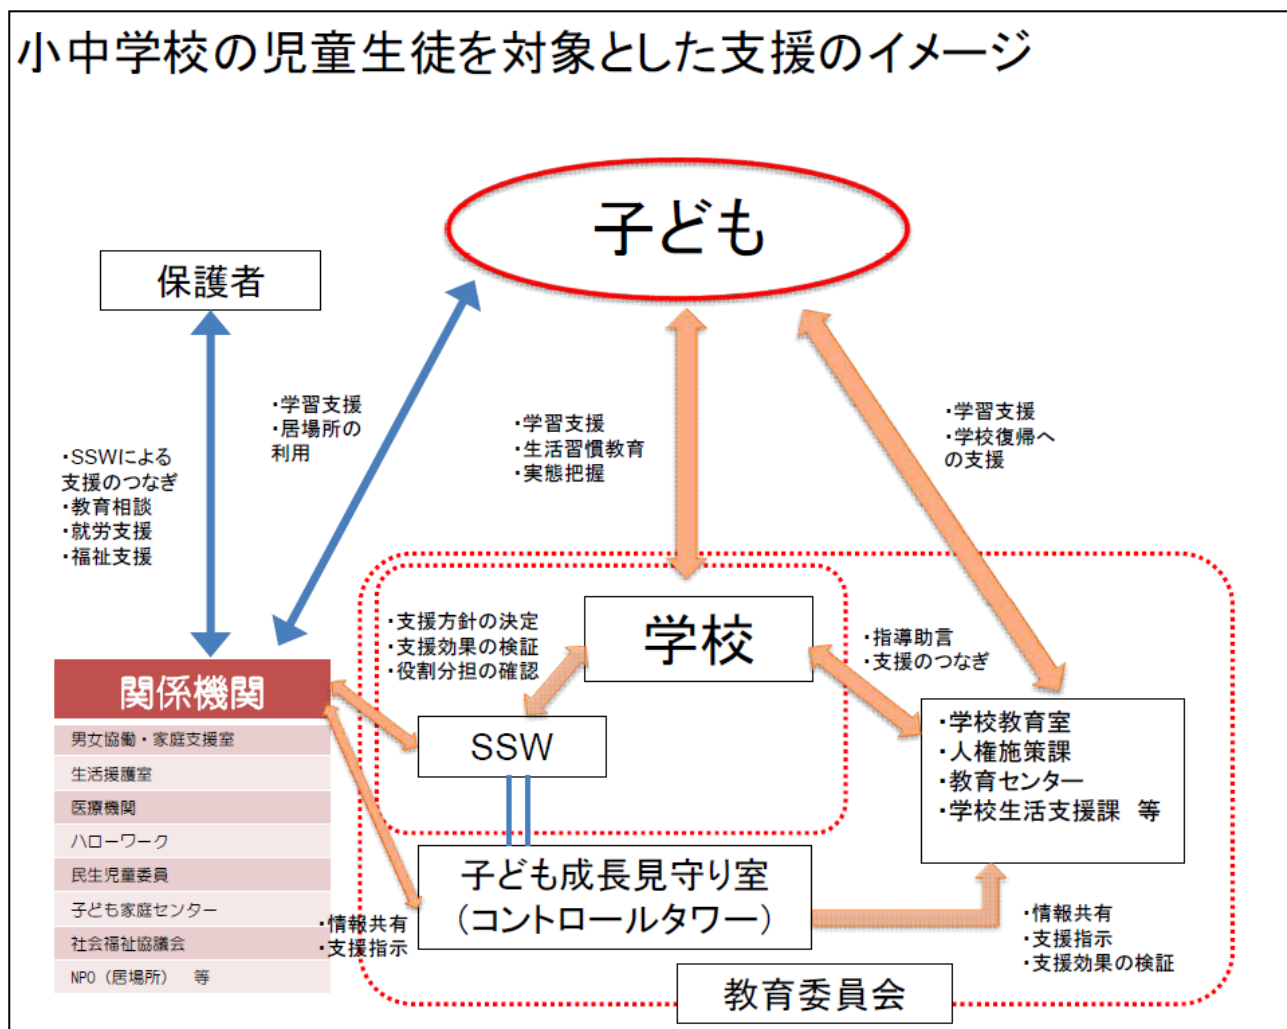 小中学校の児童生徒を対象とした支援のイメージ
子ども
保護者
・学習支援
・居場所の
利用
・SSWによる
支援のつなぎ
・教育相談
・就労支援
・福祉支援
・学習支援
・生活習慣教育
・実態把握
・学習支援
・学校復帰へ
の支援
・支援方針の決定
・支援効果の検証
・役割分担の確認
学校
・指導助言
・支援のつなぎ
関係機関
男女協働・家庭支援室
生活援護室
医療機関
ハローワーク
民生児童委員
子ども家庭センター
社会福祉協議会
NPO（居場所）　等
SSW
・学校教育室
・人権施策課
・教育センター
・学校生活支援課　等
子ども成長見守り室
（コントロールタワー）
・情報共有
・支援指示
・情報共有
・支援指示
・支援効果の検証
教育委員会